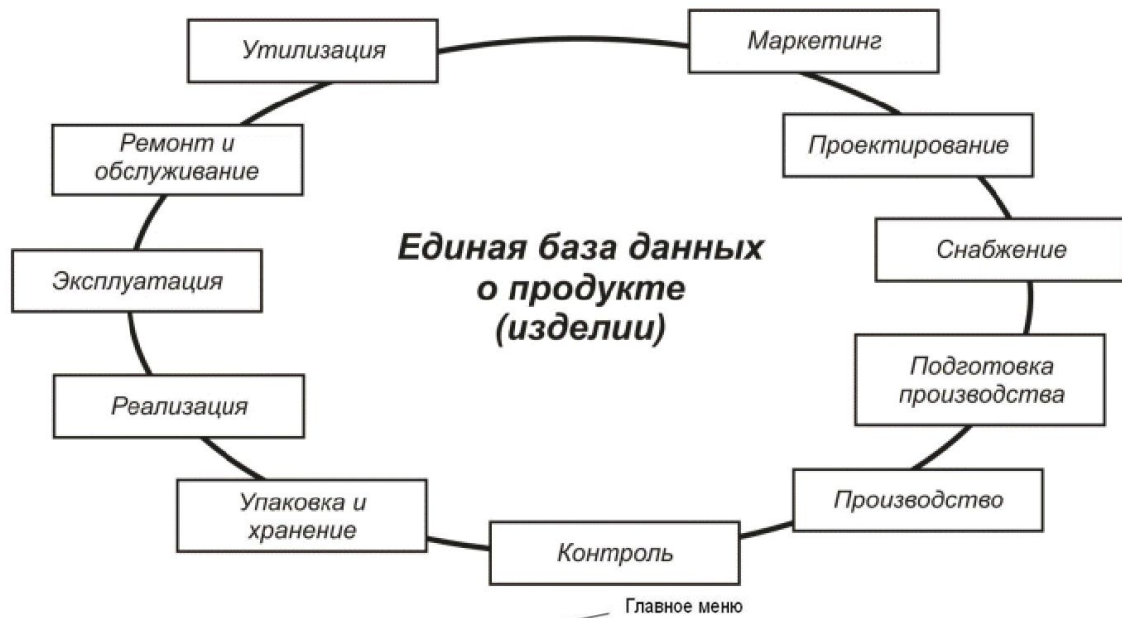 Утилизация
Маркетинг
Ремонт и
обслуживание
Проектирование
Единая база данных
о продукте
(изделии)
Эксплуатация
Снабжение
Подготовка
производства
Реализация
Упаковка и
хранение
Производство
Контроль
Главное меню